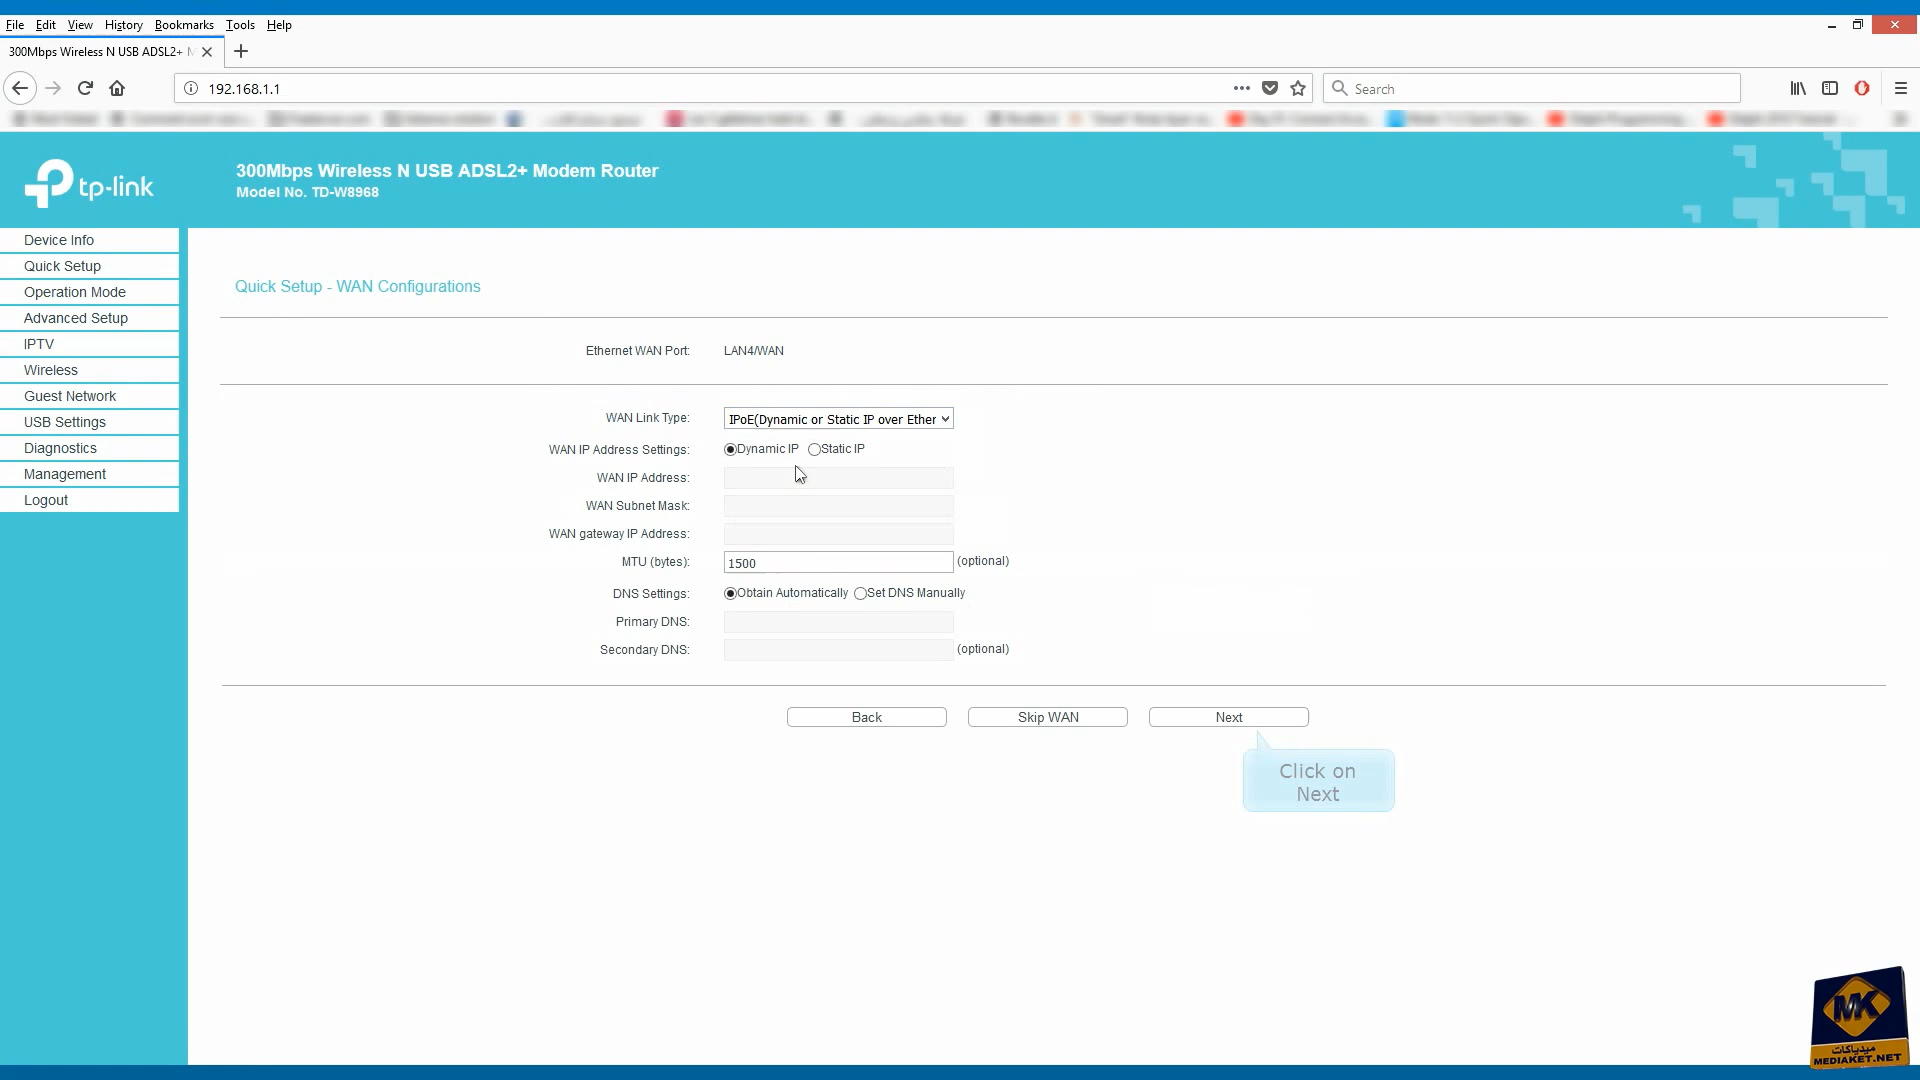 File Edit View History Bookmarks Tools Help
300Mbps Wireless N USB ADSL2+
192.168.1.1
Search
tp-link
300Mbps Wireless N USB ADSL2+ Modem Router
Model No. TD-W8968
Device Info
Quick Setup
Operation Mode
Advanced Setup
IPTV
Wireless
Guest Network
USB Settings
Diagnostics
Management
Logout
Quick Setup - WAN Configurations
Ethernet WAN Port: LAN4/WAN
WAN Link Type: IPoE(Dynamic or Static IP over Ether
WAN IP Address Settings: Dynamic IP Static IP
WAN IP Address:
WAN Subnet Mask:
WAN gateway IP Address:
MTU (bytes): 1500 (optional)
DNS Settings: Obtain Automatically Set DNS Manually
Primary DNS:
Secondary DNS: (optional)
Back Skip WAN Next
Click on
Next
MK
ميدياكات
MEDIAKET.NET